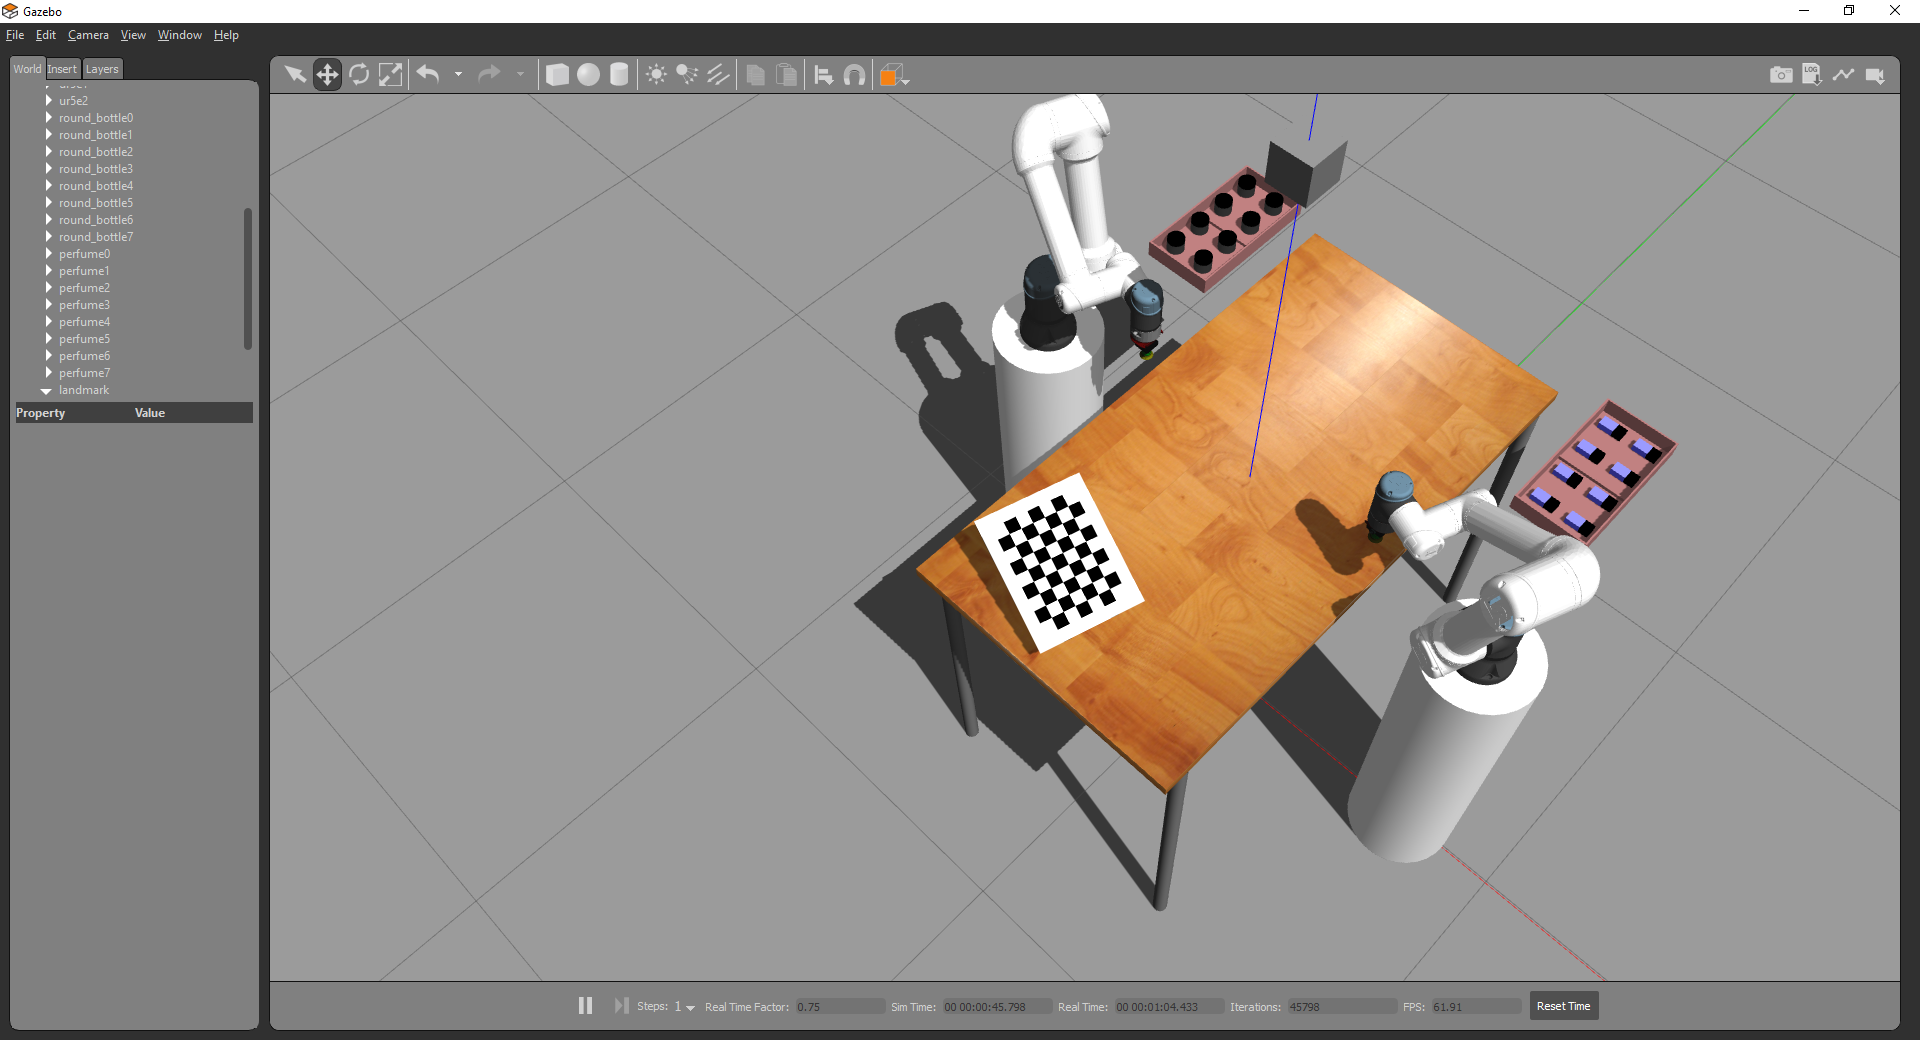 Gazebo
File Edit Camera View Window Help
World Insert Layers
ur5e1
ur5e2
round_bottle0
round_bottle1
round_bottle2
round_bottle3
round_bottle4
round_bottle5
round_bottle6
round_bottle7
perfume0
perfume1
perfume2
perfume3
perfume4
perfume5
perfume6
perfume7
landmark
Property Value
LOG
Steps: 1 Real Time Factor: 0.75 Sim Time: 00 00:00:45.798 Real Time: 00 00:01:04.433 Iterations: 45798 FPS: 61.91 Reset Time